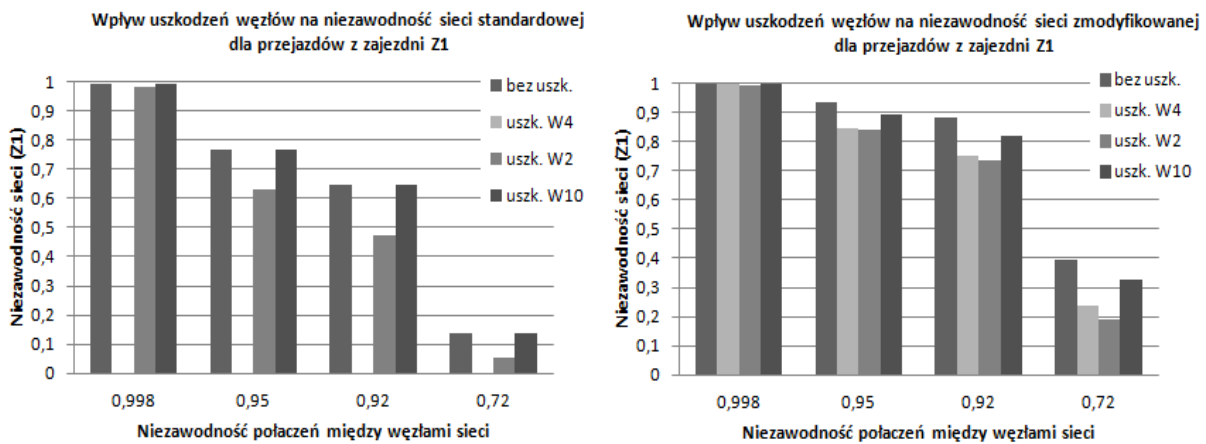 Wpływ uszkodzeń węzłów na niezawodność sieci standardowej
dla przejazdów z zajezdni Z1
Niezawodność sieci (Z1)
1
0,9
0,8
0,7
0,6
0,5
0,4
0,3
0,2
0,1
0
bez uszk.
uszk. W4
uszk. W2
uszk. W10
0,998
0,95
0,92
0,72
Niezawodność połaczeń między węzłami sieci
Wpływ uszkodzeń węzłów na niezawodność sieci zmodyfikowanej
dla przejazdów z zajezdni Z1
Niezawodność sieci (Z1)
1
0,9
0,8
0,7
0,6
0,5
0,4
0,3
0,2
0,1
0
bez uszk.
uszk. W4
uszk. W2
uszk. W10
0,998
0,95
0,92
0,72
Niezawodność połaczeń między węzłami sieci